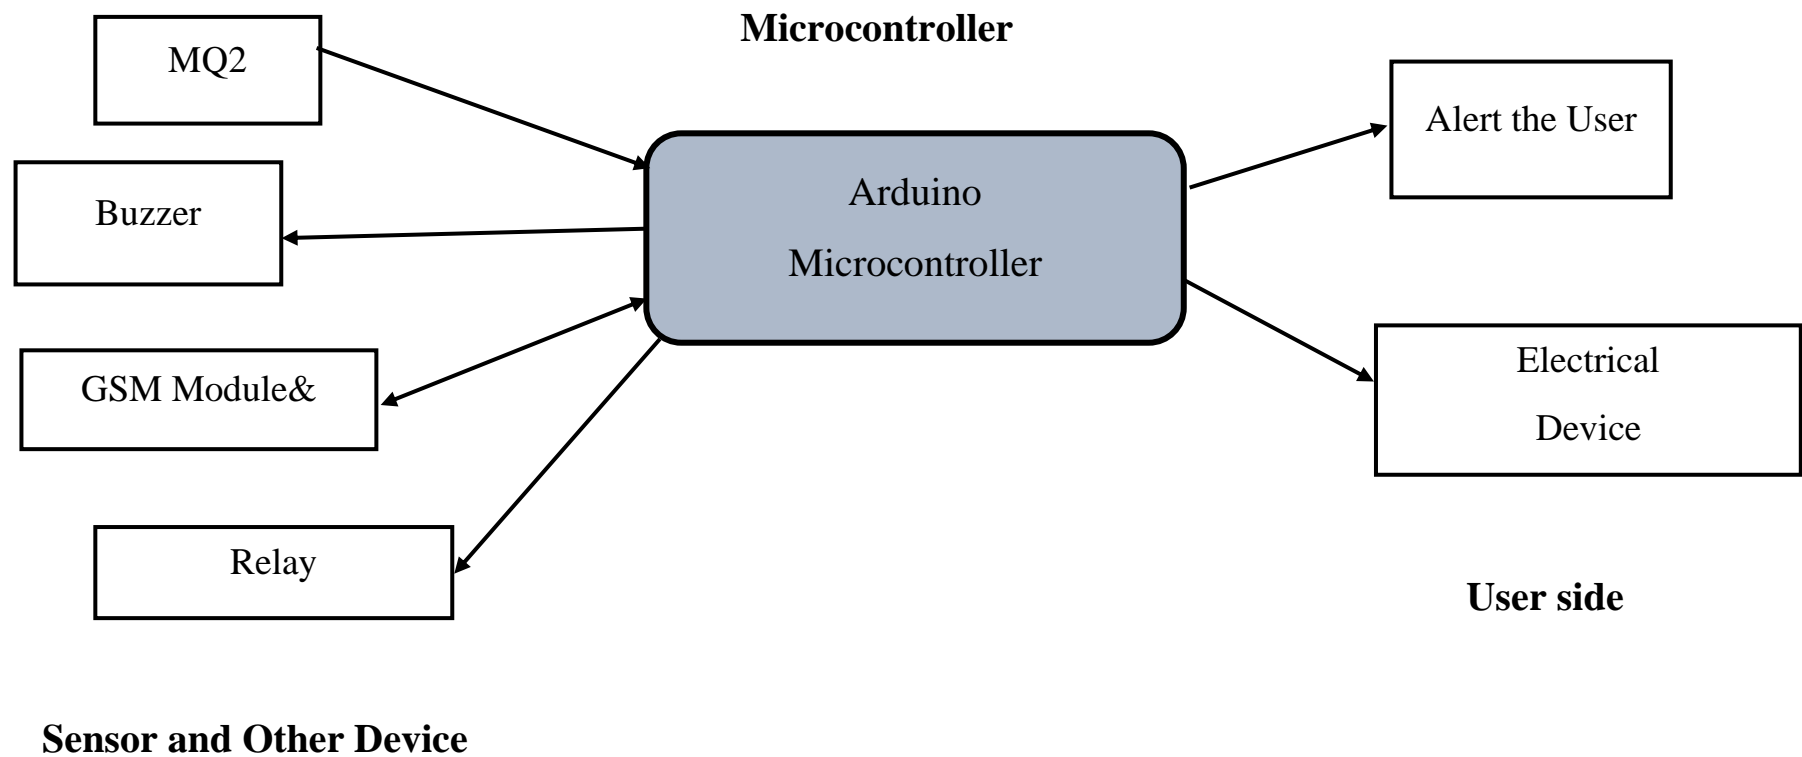 Microcontroller
MQ2
Buzzer
GSM Module&
Relay
Arduino
Microcontroller
Alert the User
Electrical
Device
User side
Sensor and Other Device